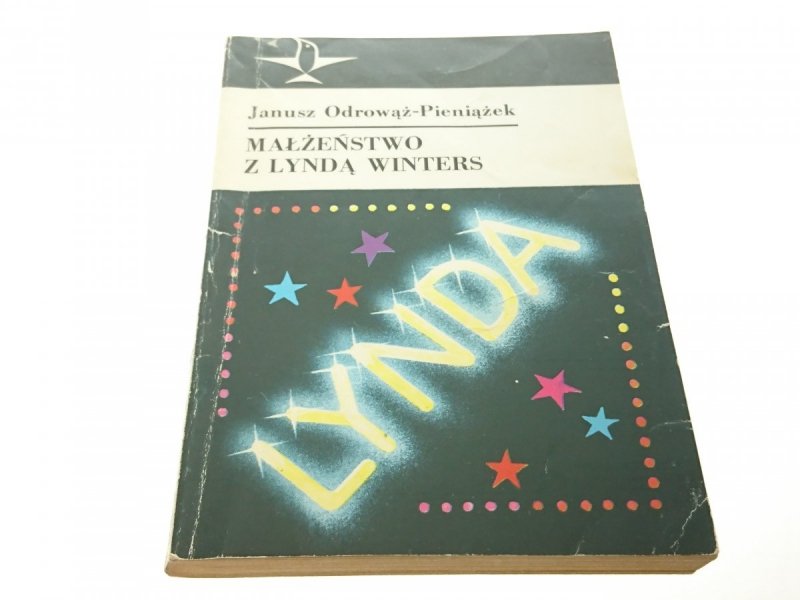 Janusz Odrowąż-Pieniążek
MAŁŻEŃSTWO
Z LYNDĄ WINTERS
LYNDA